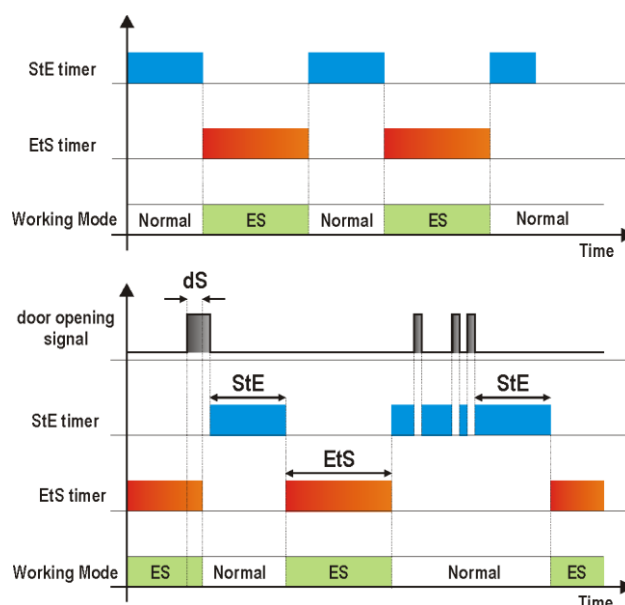 StE timer
EtS timer
Working Mode Normal ES Normal ES Normal
Time
dS
door opening
signal
StE StE
StE timer
EtS
EtS timer
Working Mode ES Normal ES Normal ES
Time